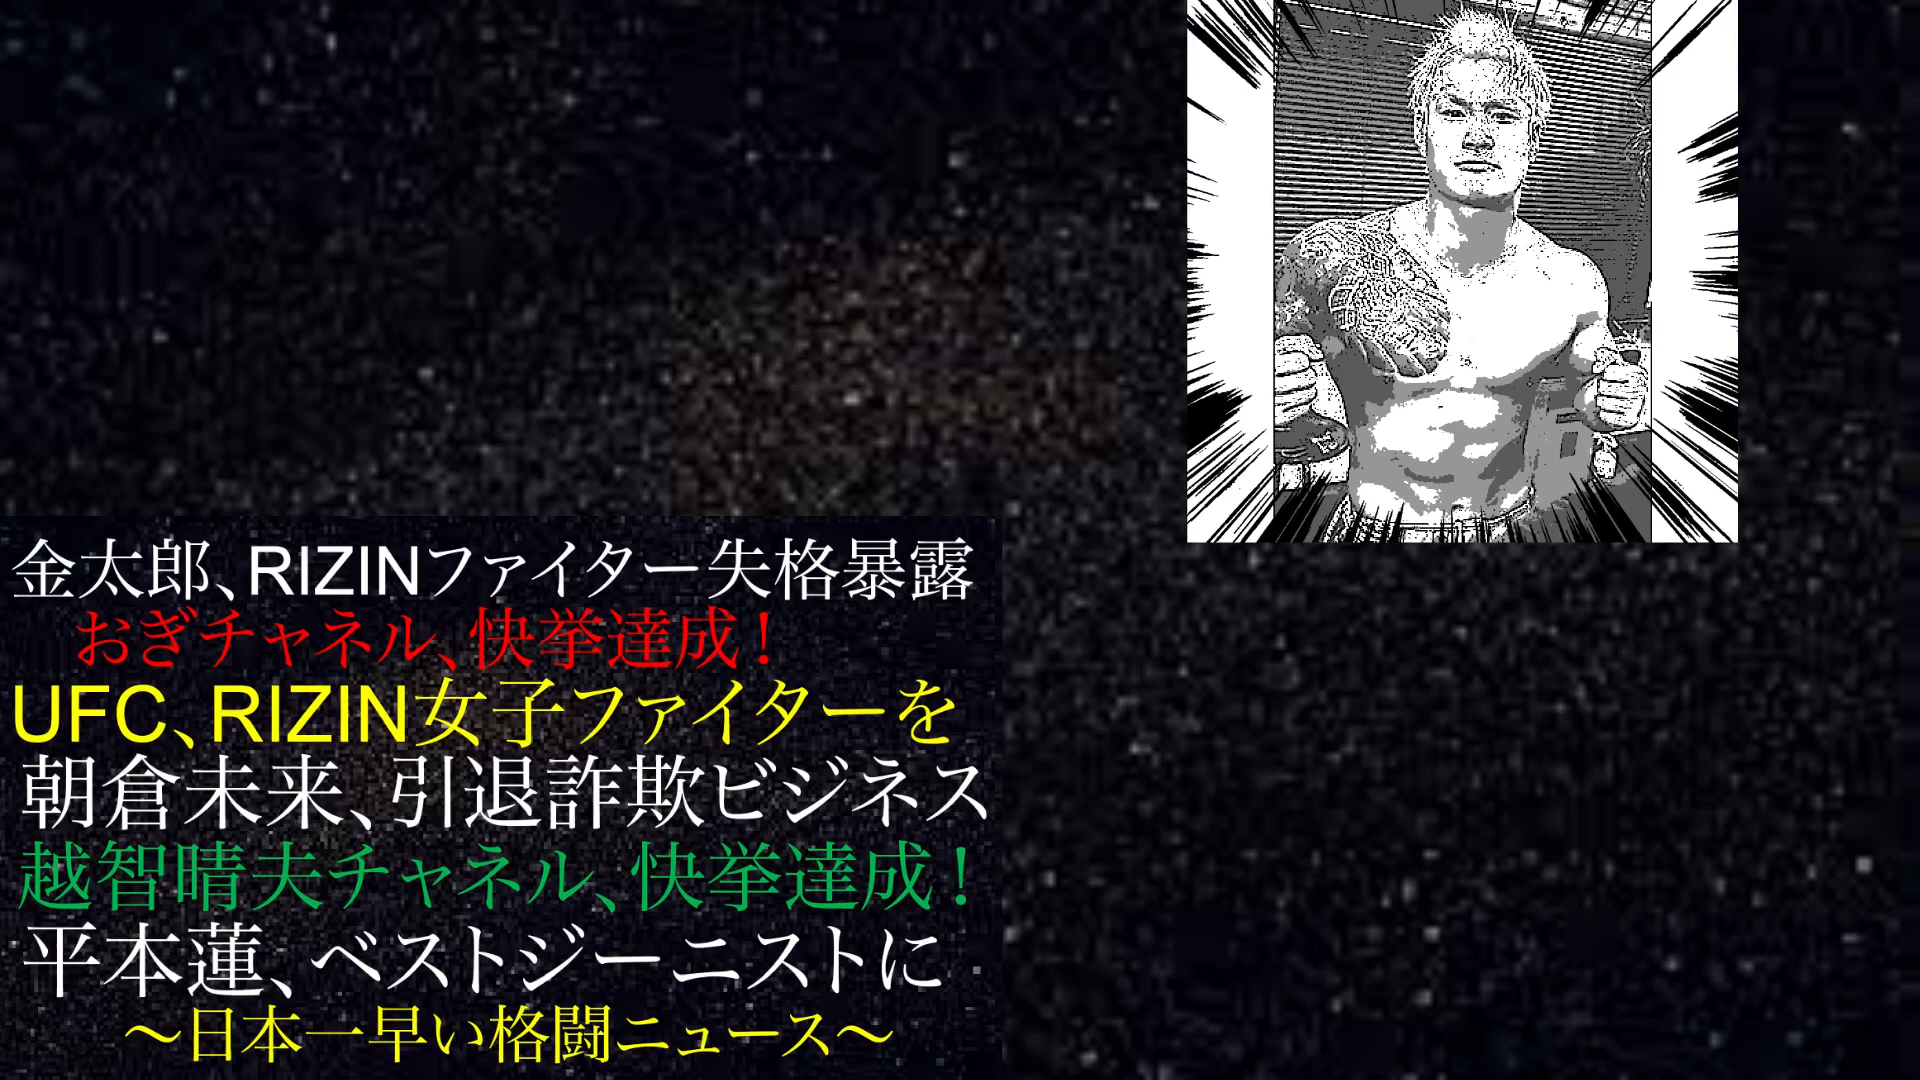 金太郎、RIZINファイター失格暴露
おぎチャネル、快挙達成！
UFC、RIZIN女子ファイターを
朝倉未来、引退詐欺ビジネス
越智晴夫チャネル、快挙達成！
平本蓮、ベストジーニストに
～日本一早い格闘ニュース～